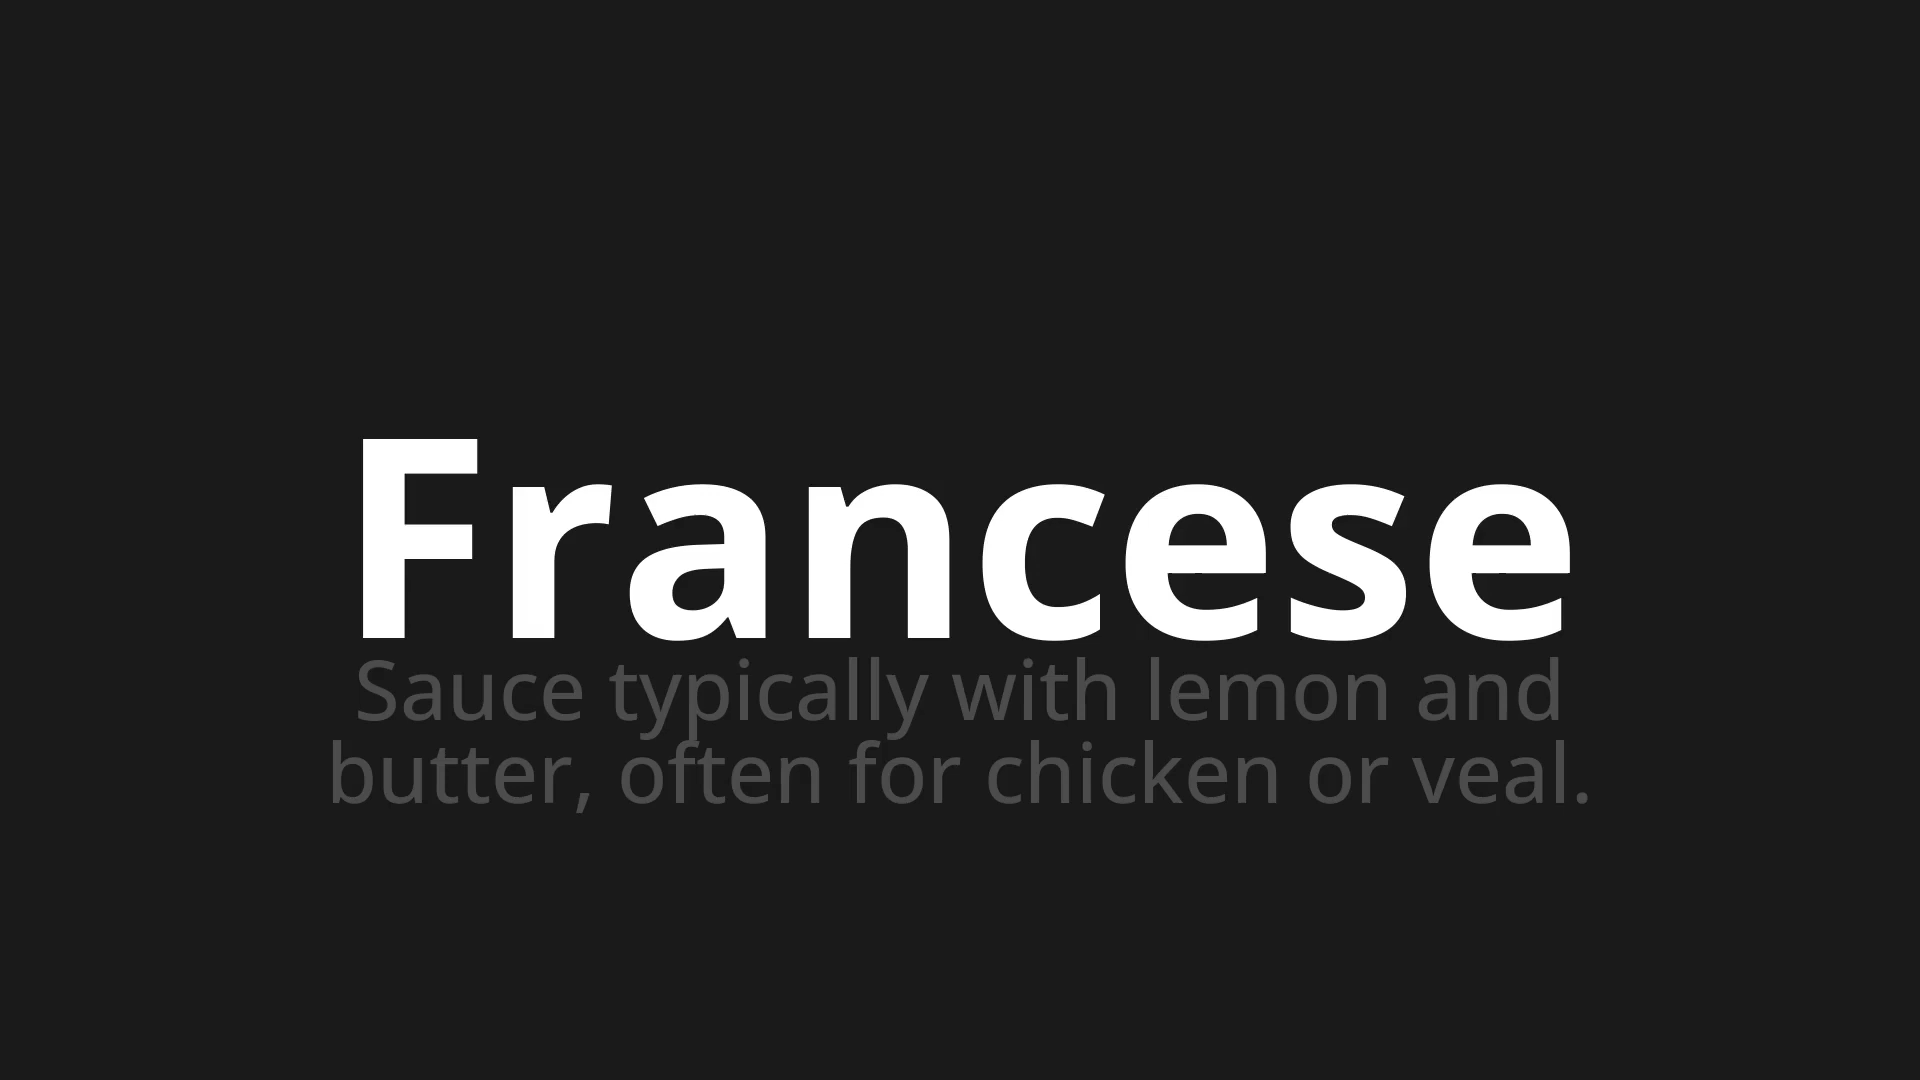 Francese
Sauce typically with lemon and
butter, often for chicken or veal.